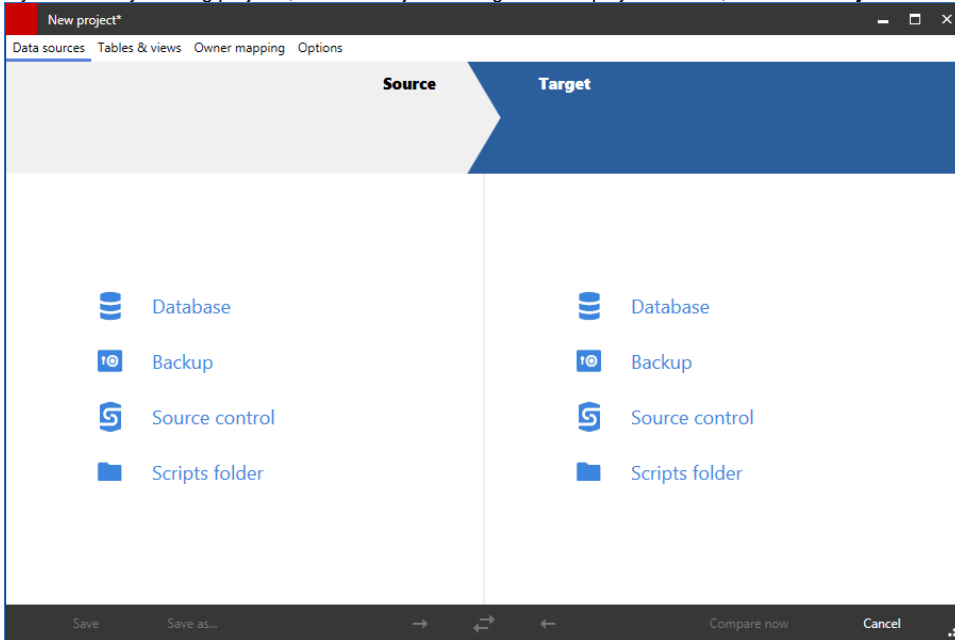 New project*
Data sources Tables & views Owner mapping Options
Source Target
Database Database
Backup Backup
Source control Source control
Scripts folder Scripts folder
Save Save as... Compare now Cancel